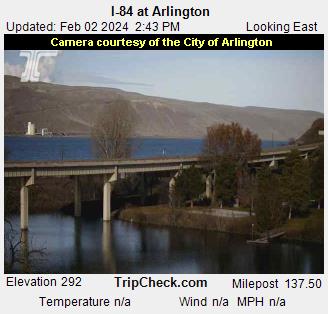 I-84 at Arlington
Updated: Feb 02 2024 2:43 PM Looking East
Camera courtesy of the City of Arlington
Elevation 292 TripCheck.com Milepost 137.50
Temperature n/a Wind n/a MPH n/a